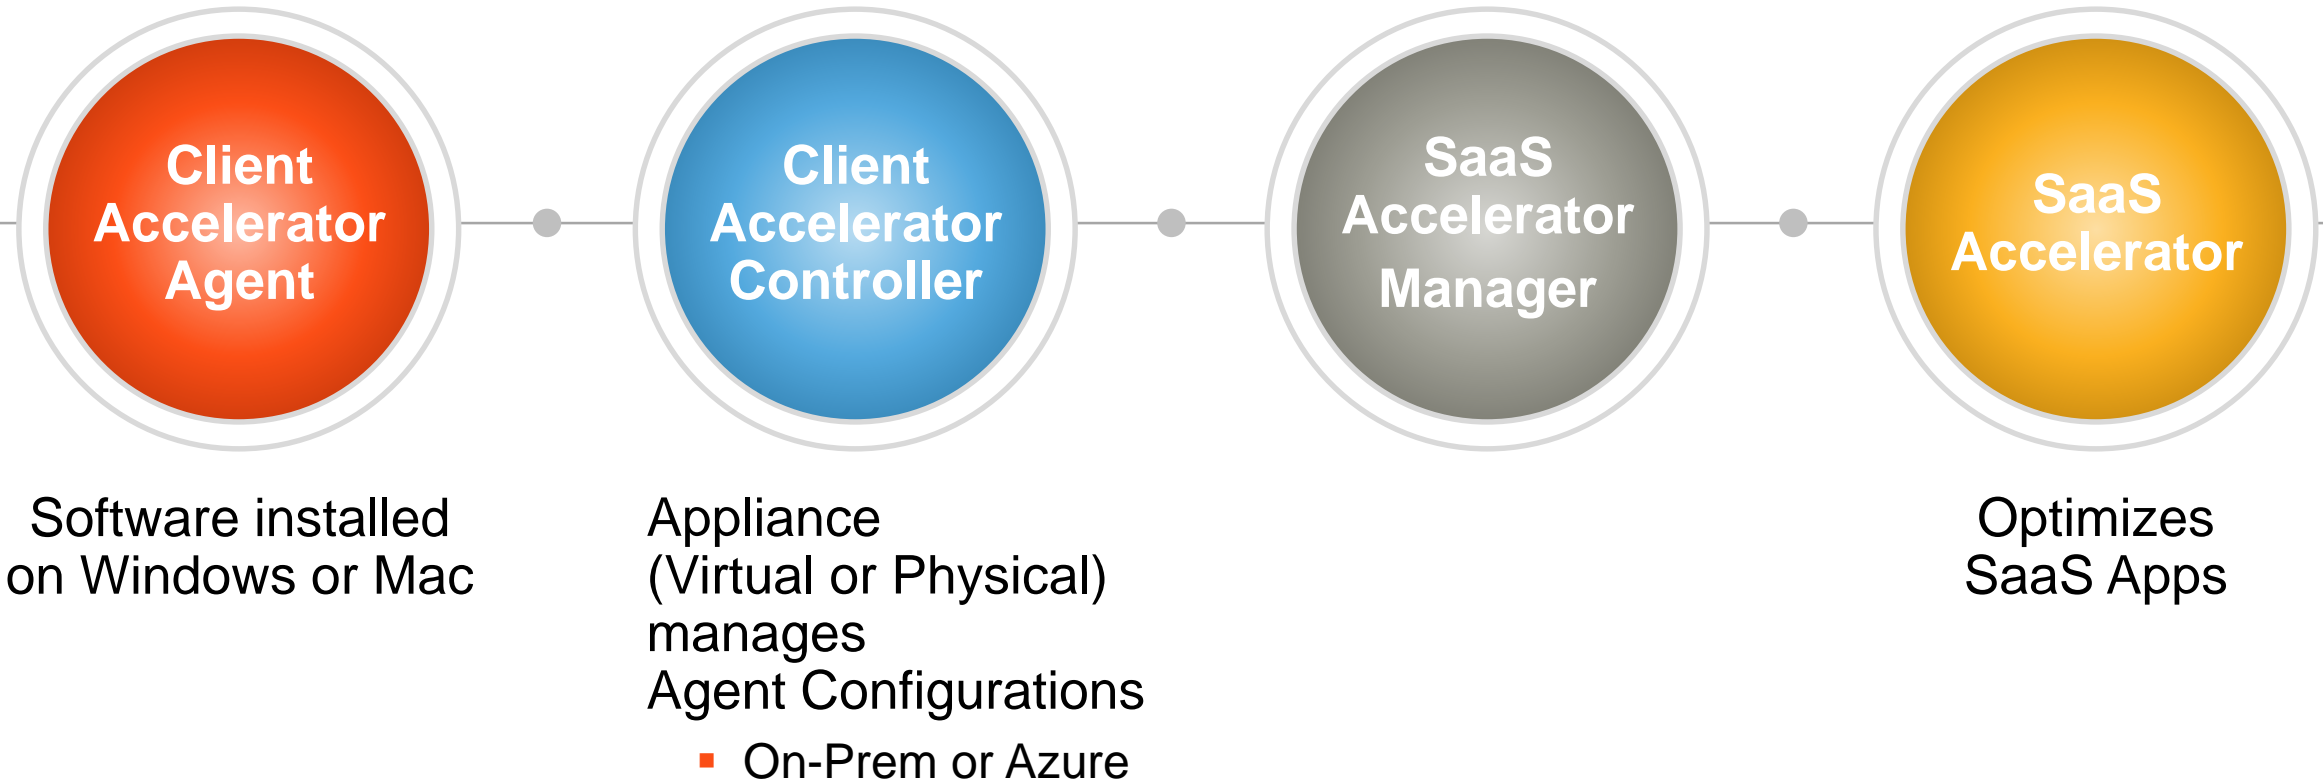 Client
Accelerator
Agent
Client
Accelerator
Controller
SaaS
Accelerator
Manager
SaaS
Accelerator
Software installed
on Windows or Mac
Appliance
(Virtual or Physical)
manages
Agent Configurations
▪ On-Prem or Azure
Optimizes
SaaS Apps